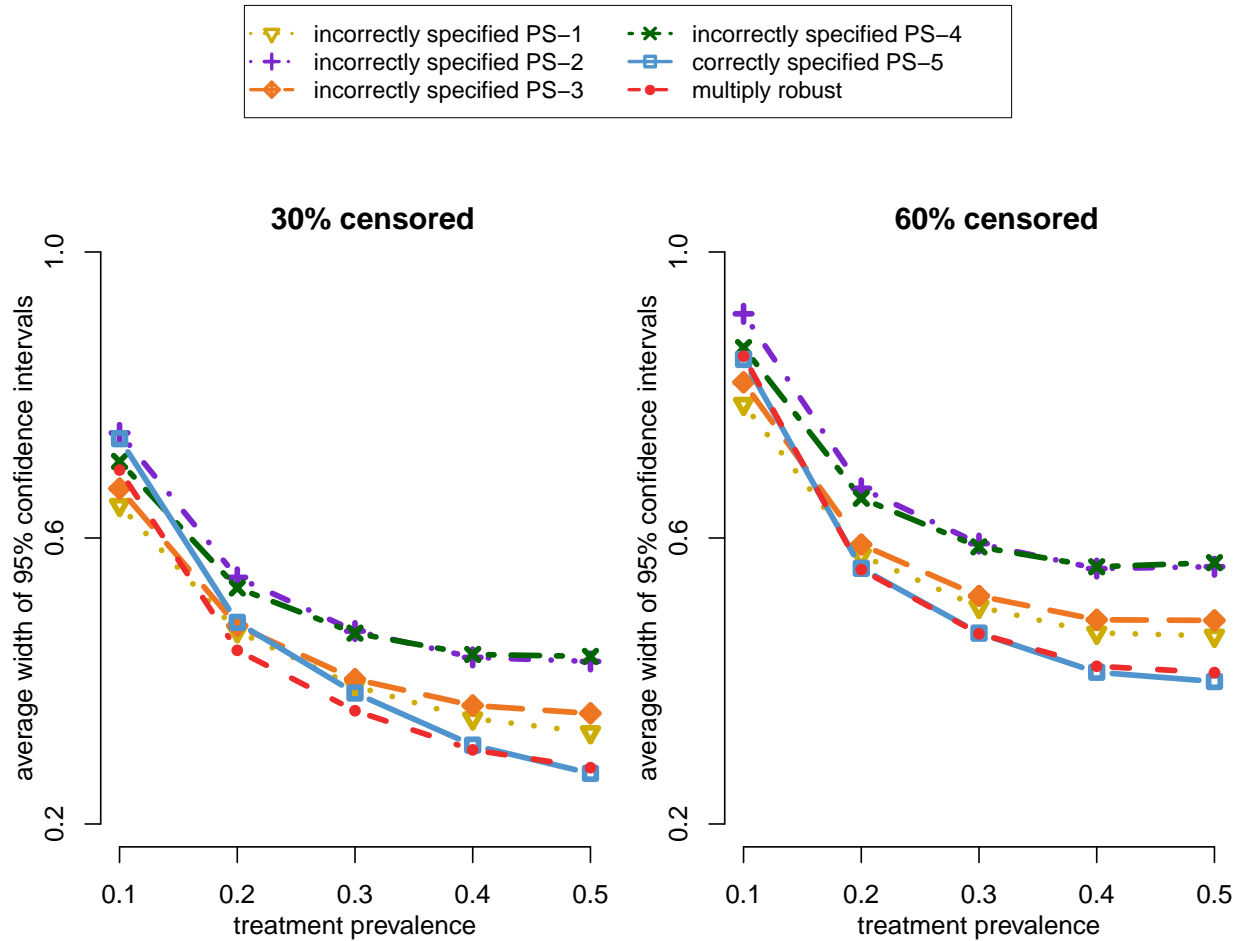 incorrectly specified PS−1
incorrectly specified PS−2
incorrectly specified PS−3
incorrectly specified PS−4
correctly specified PS−5
multiply robust
30% censored
average width of 95% confidence intervals
1.0
0.6
0.2
0.1 0.2 0.3 0.4 0.5
treatment prevalence
60% censored
average width of 95% confidence intervals
1.0
0.6
0.2
0.1 0.2 0.3 0.4 0.5
treatment prevalence